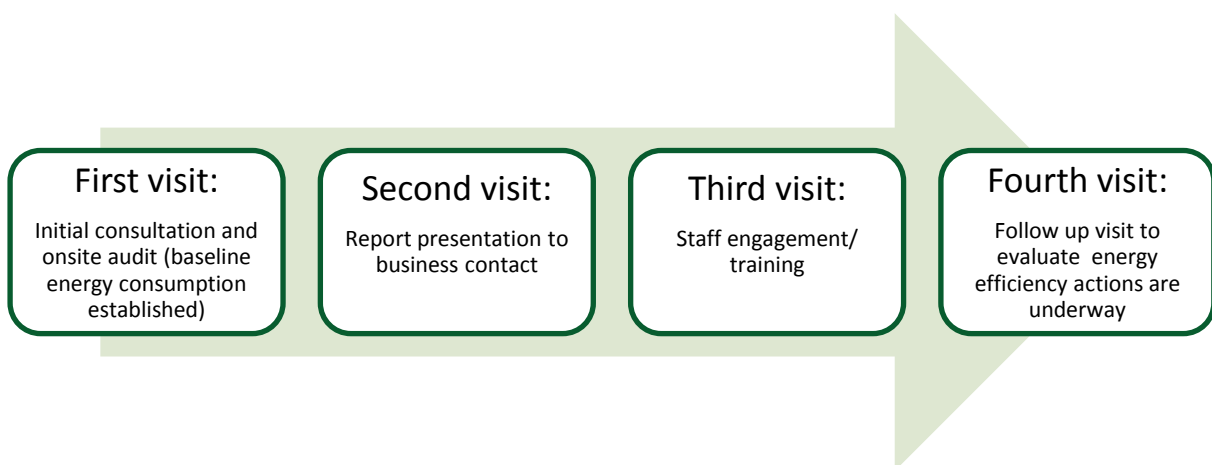 First visit:
Initial consultation and
onsite audit (baseline
energy consumption
established)
Second visit:
Report presentation to
business contact
Third visit:
Staff engagement/
training
Fourth visit:
Follow up visit to
evaluate energy
efficiency actions are
underway